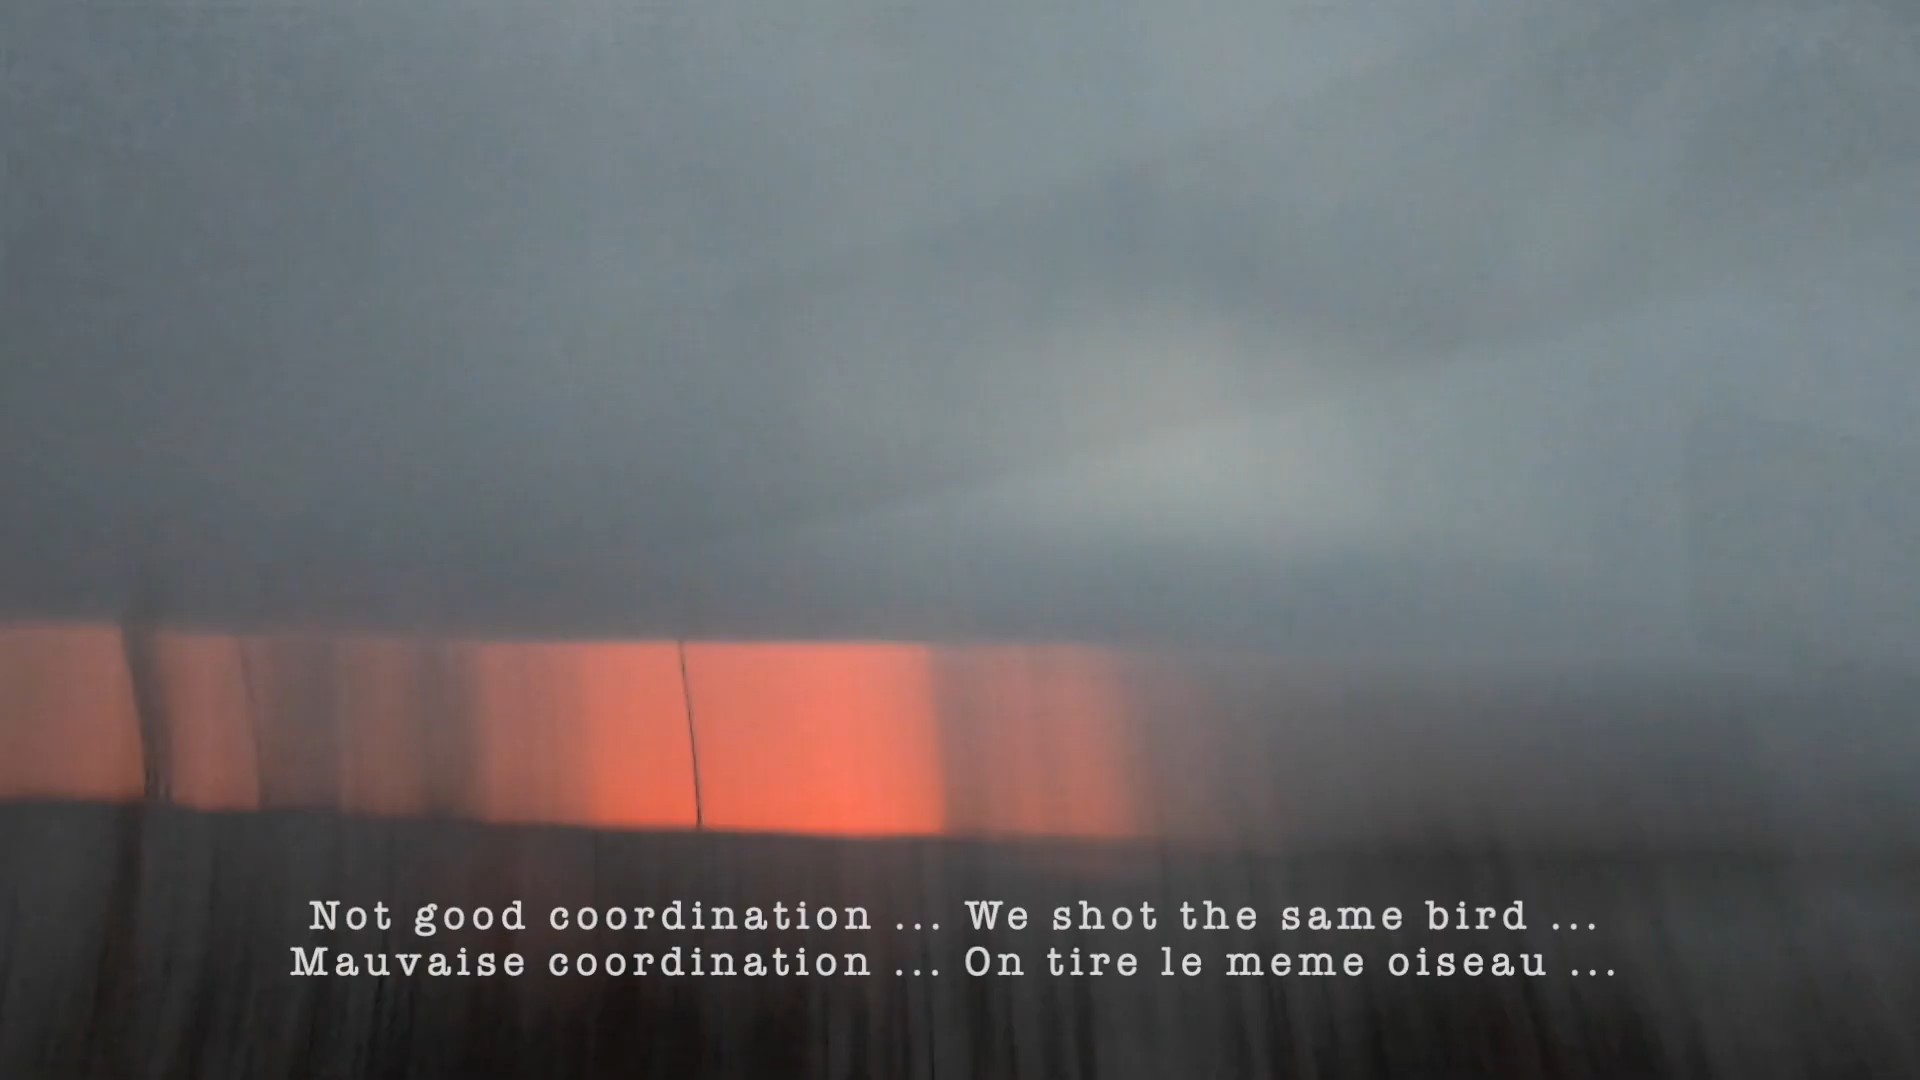 Not good coordination ... We shot the same bird ...
Mauvaise coordination ... On tire le meme oiseau ...